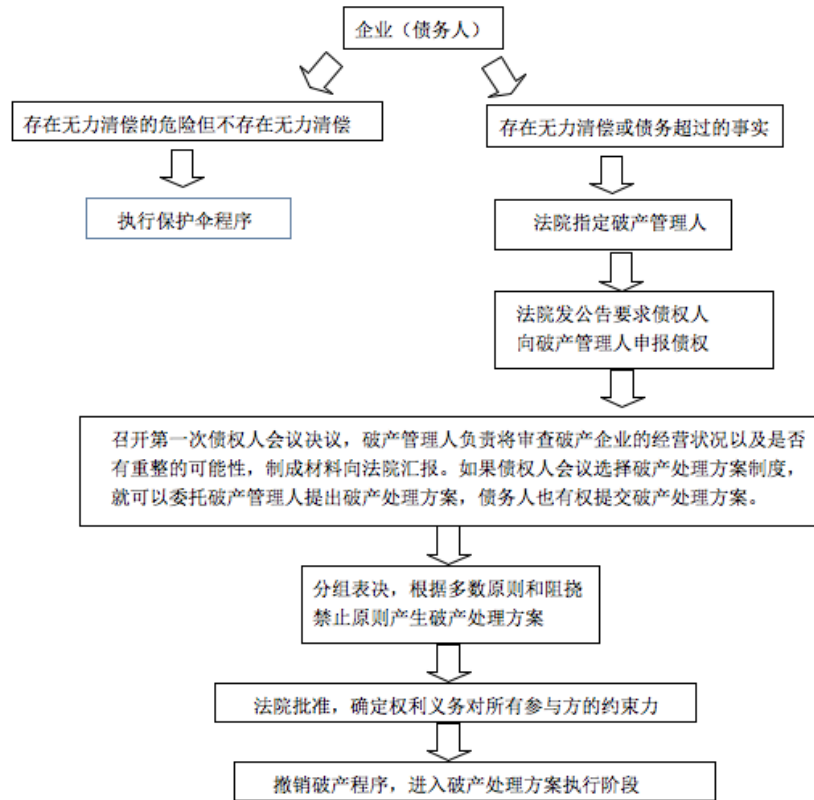 企业（债务人）
存在无力清偿的危险但不存在无力清偿
存在无力清偿或债务超过的事实
执行保护伞程序
法院指定破产管理人
法院发公告要求债权人
向破产管理人申报债权
召开第一次债权人会议决议，破产管理人负责将审查破产企业的经营状况以及是否
有重整的可能性，制成材料向法院汇报。如果债权人会议选择破产处理方案制度，
就可以委托破产管理人提出破产处理方案，债务人也有权提交破产处理方案。
分组表决，根据多数原则和阻挠
禁止原则产生破产处理方案
法院批准，确定权利义务对所有参与方的约束力
撤销破产程序，进入破产处理方案执行阶段